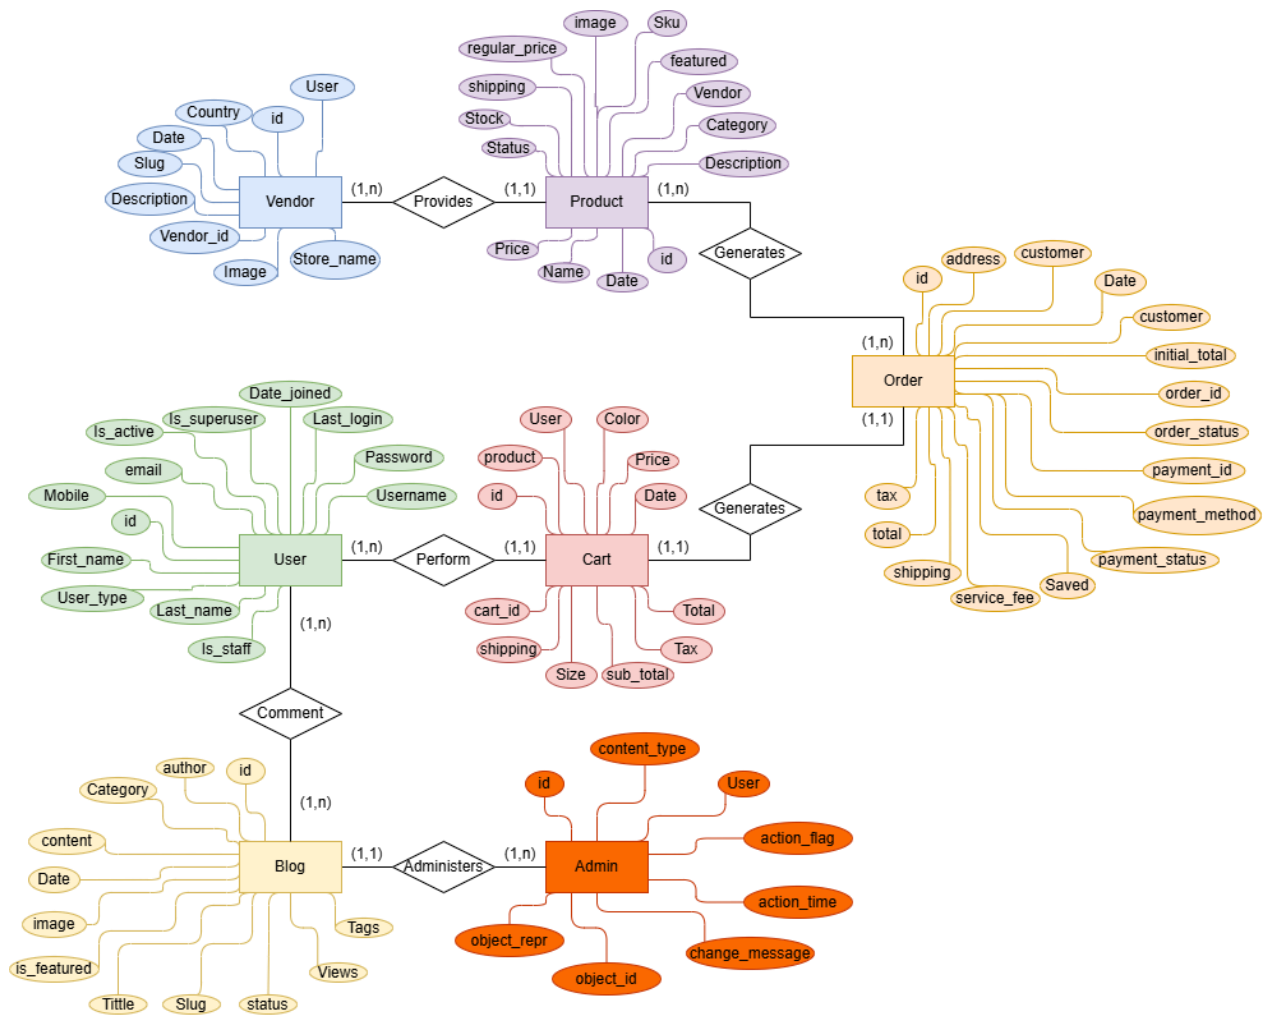 image
Sku
regular_price
featured
shipping
Vendor
Stock
Category
Status
Description
User
Country
id
Date
Slug
Description
Vendor_id
Image
Store_name
Vendor
(1,n)
Provides
(1,1)
Product
(1,n)
Price
Name
Date
id
Generates
(1,n)
Order
(1,1)
id
address
customer
Date
customer
initial_total
order_id
order_status
payment_id
payment_method
payment_status
Saved
service_fee
shipping
total
tax
Date_joined
Is_superuser
Last_login
Is_active
Password
email
Username
Mobile
id
First_name
User_type
Last_name
Is_staff
User
(1,n)
Perform
(1,1)
Cart
(1,1)
Generates
User
Color
product
Price
id
Date
cart_id
Total
shipping
Tax
Size
sub_total
(1,n)
Comment
(1,n)
author
id
Category
content
Date
image
is_featured
Tittle
Slug
status
Views
Tags
Blog
(1,1)
Administers
(1,n)
Admin
content_type
id
User
action_flag
action_time
change_message
object_repr
object_id